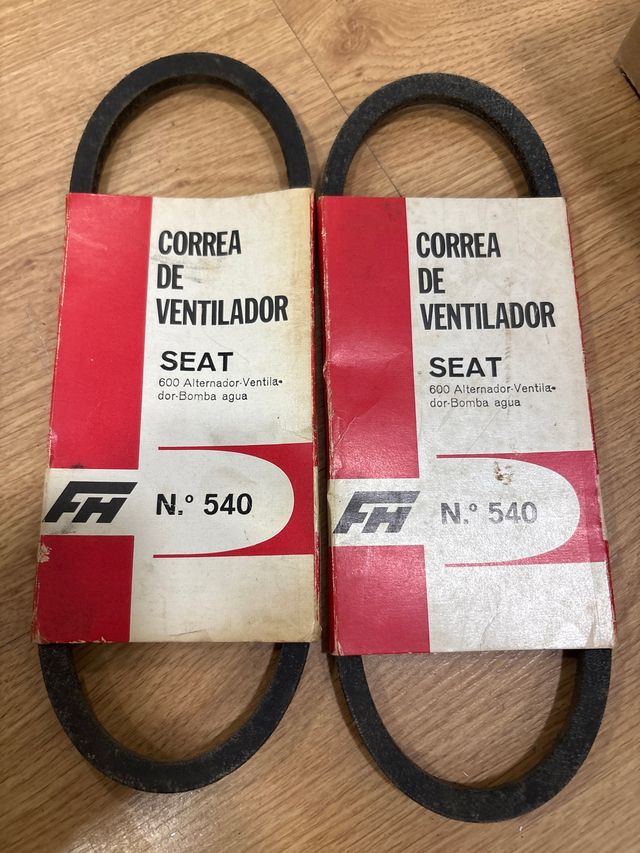 CORREA
DE
VENTILADOR
SEAT
600 Alternador-Ventila-
dor-Bomba agua
FH
N.º 540
CORREA
DE
VENTILADOR
SEAT
600 Alternador-Ventila-
dor-Bomba agua
FH
N.º 540